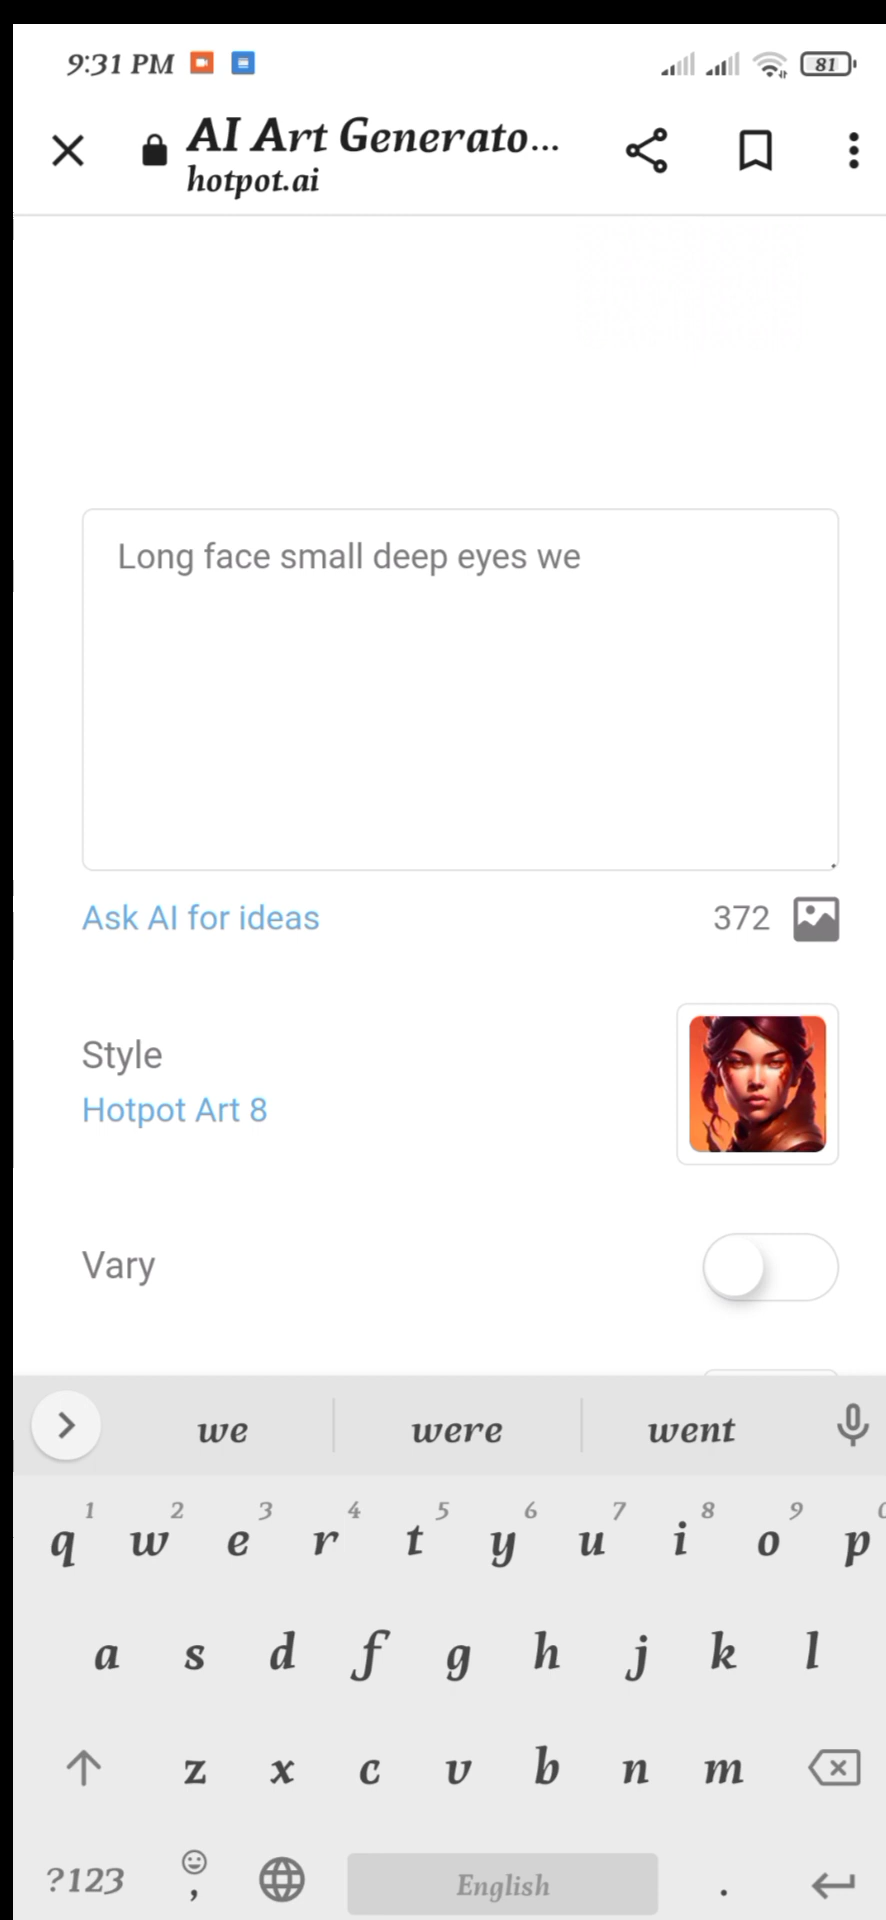 9:31 PM
81
AI Art Generato...
hotpot.ai
Long face small deep eyes we
Ask AI for ideas
372
Style
Hotpot Art 8
Vary
we were went
1 2 3 4 5 6 7 8 9 0
q w e r t y u i o p
a s d f g h j k l
z x c v b n m
?123 , English .